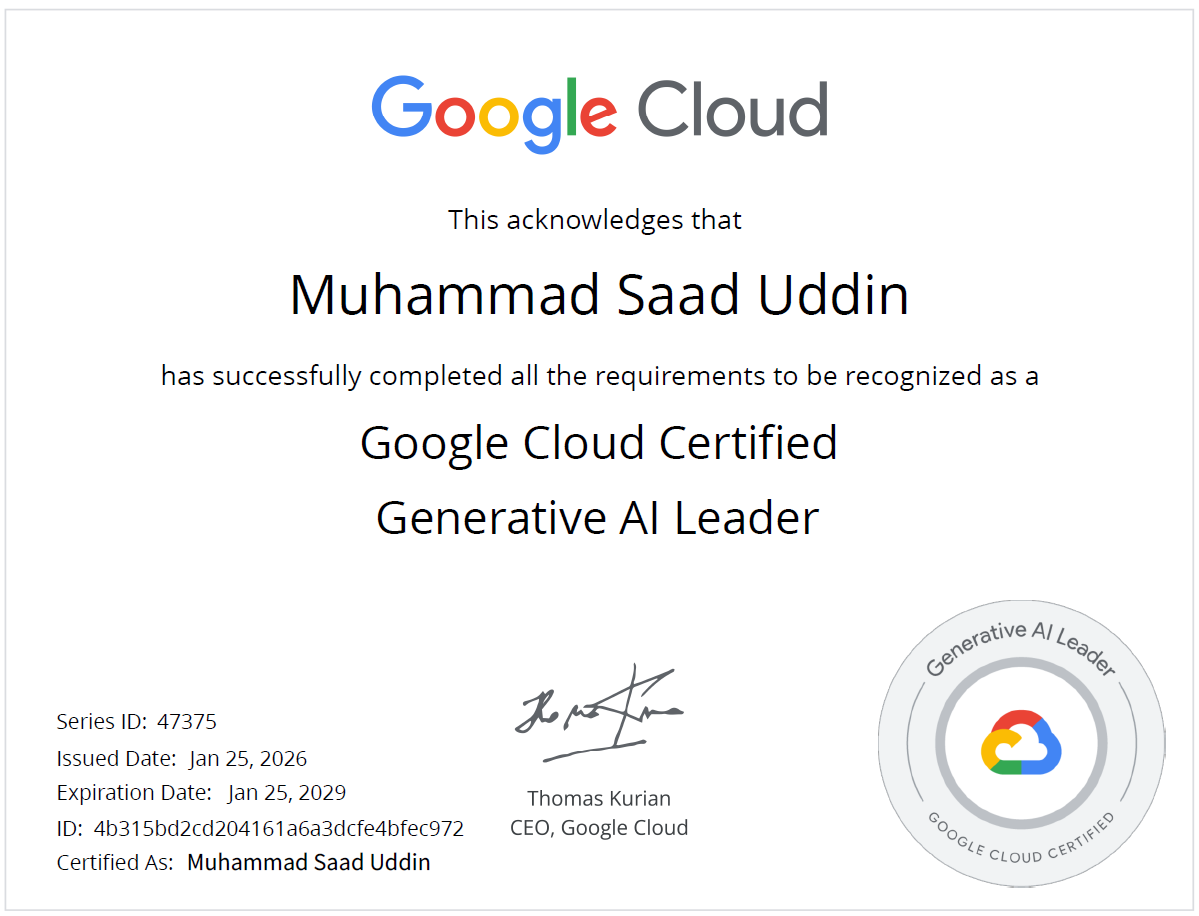 Google Cloud
This acknowledges that
Muhammad Saad Uddin
has successfully completed all the requirements to be recognized as a
Google Cloud Certified
Generative AI Leader
Series ID: 47375
Issued Date: Jan 25, 2026
Expiration Date: Jan 25, 2029
ID: 4b315bd2cd204161a6a3dcfe4bfec972
Certified As: Muhammad Saad Uddin
Thomas Kurian
CEO, Google Cloud
Generative AI Leader
GOOGLE CLOUD CERTIFIED